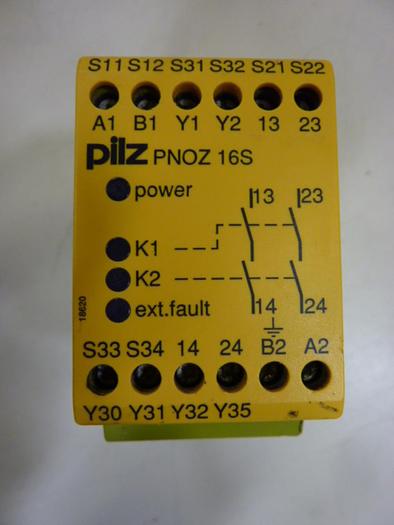 S11 S12 S31 S32 S21 S22
A1 B1 Y1 Y2 13 23
pilz PNOZ 16S
power
13 23
K1
K2
ext.fault
14 24
18620
S33 S34 14 24 B2 A2
Y30 Y31 Y32 Y35